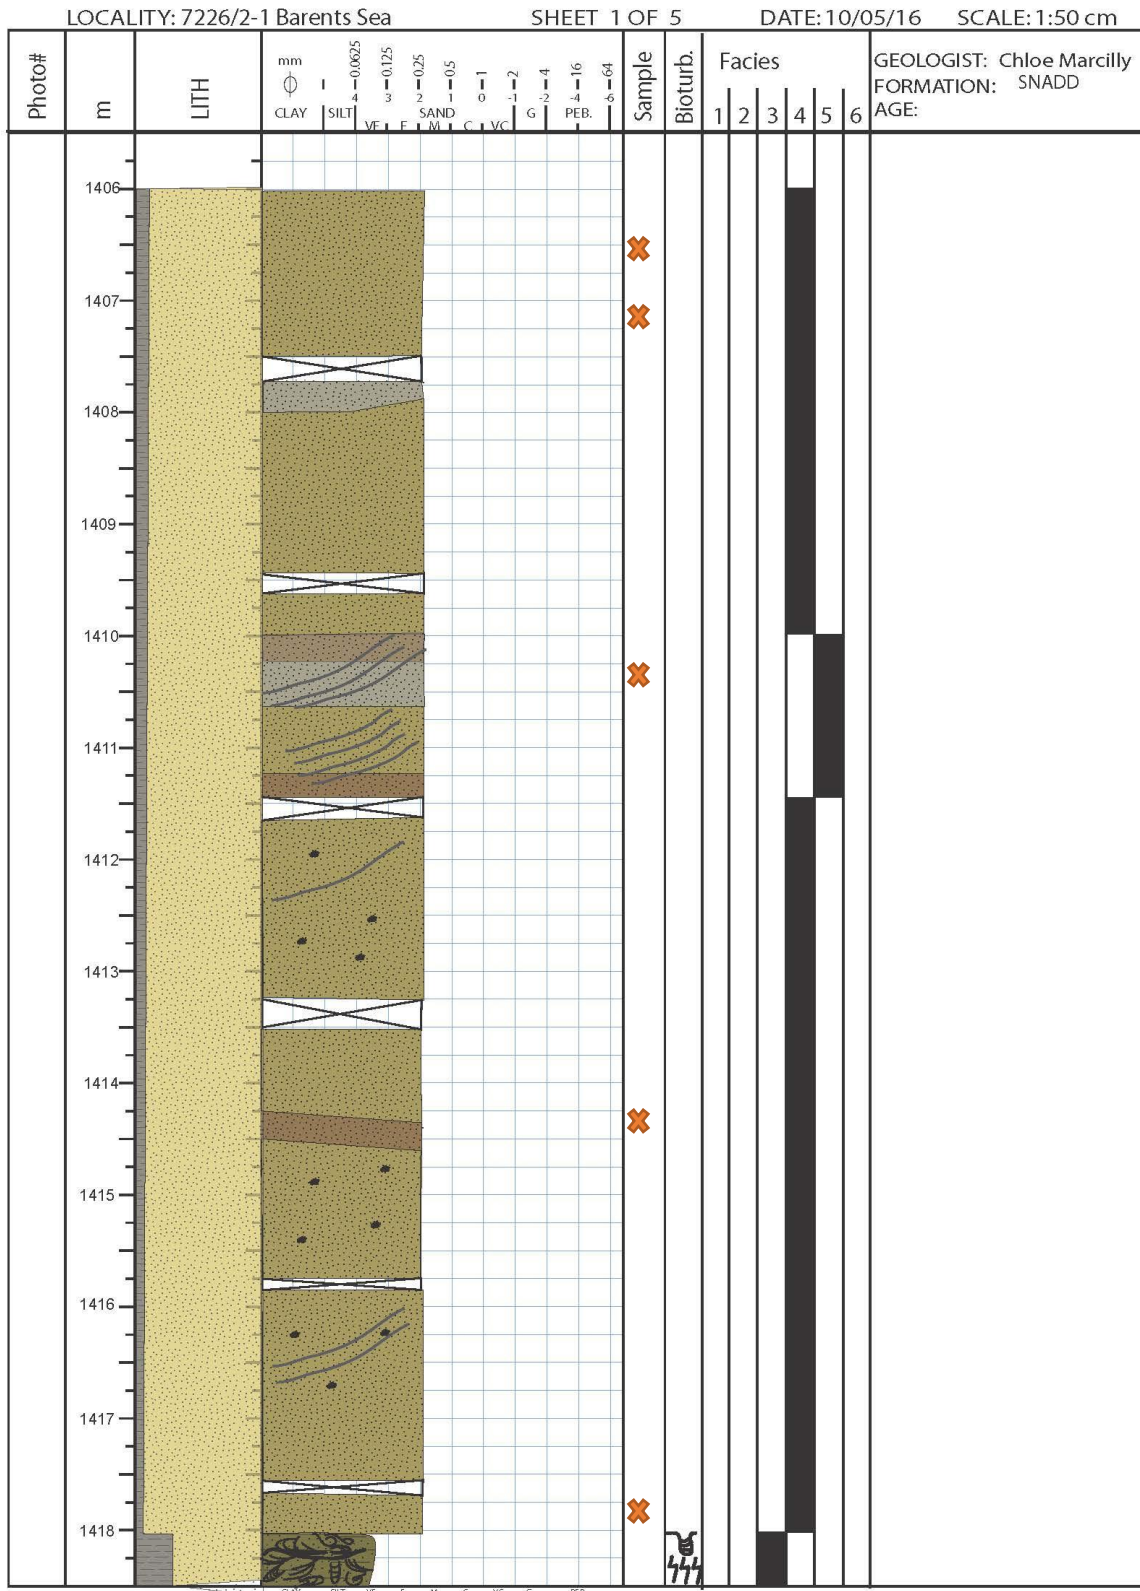 LOCALITY: 7226/2-1 Barents Sea SHEET 1 OF 5 DATE: 10/05/16 SCALE: 1:50 cm
Photo#
m
LITH
mm
Φ
0.0625 0.125 0.25 0.5 1 2 4 16 64
4 3 2 1 0 -1 -2 -4 -6
CLAY SILT SAND G PEB.
VF F M C VC
Sample
Bioturb.
Facies
1 2 3 4 5 6
GEOLOGIST: Chloe Marcilly
FORMATION: SNADD
AGE:
1406
1407
1408
1409
1410
1411
1412
1413
1414
1415
1416
1417
1418